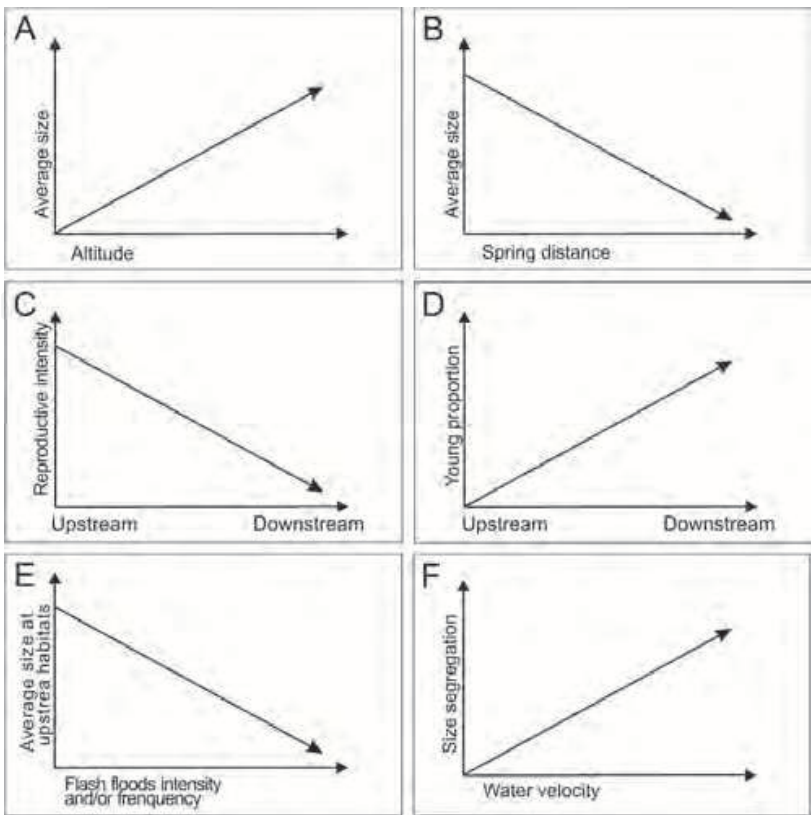 A
Average size
Altitude
B
Average size
Spring distance
C
Reproductive intensity
Upstream
Downstream
D
Young proportion
Upstream
Downstream
E
Average size at
upstrea habitats
Flash floods intensity
and/or frenquency
F
Size segregation
Water velocity